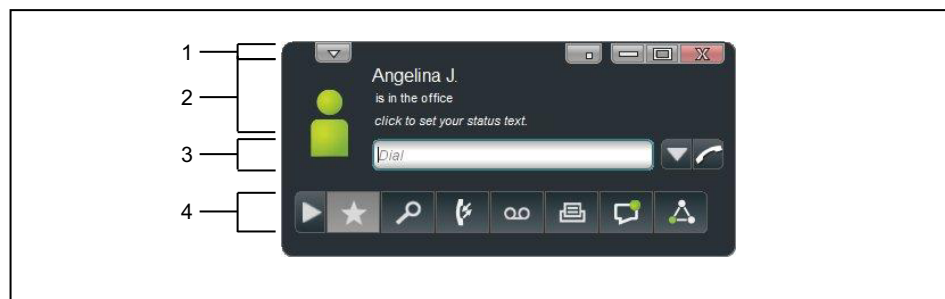 1
2
Angelina J.
is in the office
click to set your status text.
3
Dial
4